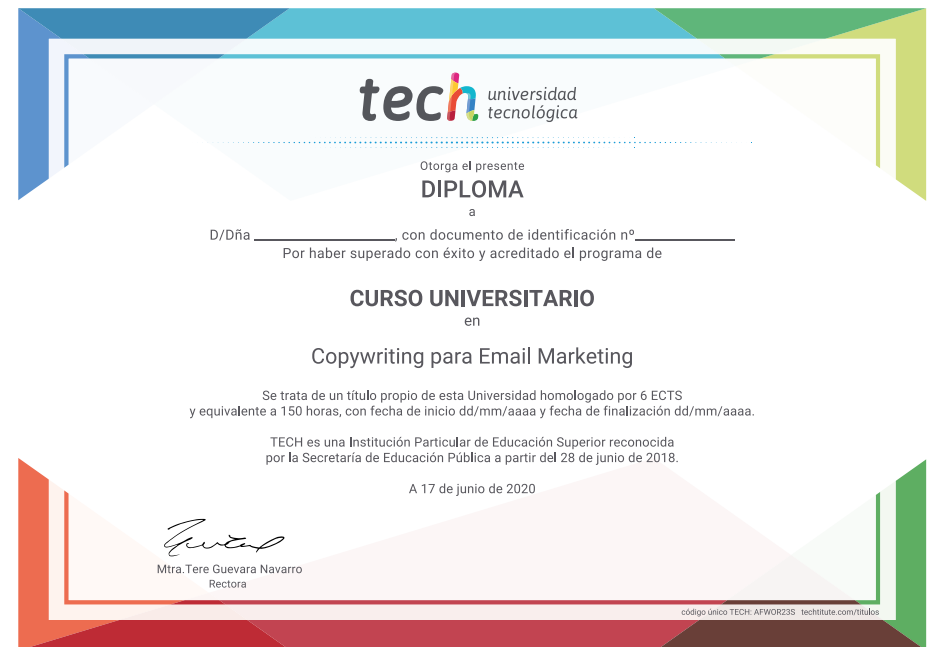 tech universidad
tecnológica
Otorga el presente
DIPLOMA
a
D/Dña ________________, con documento de identificación nº____________
Por haber superado con éxito y acreditado el programa de
CURSO UNIVERSITARIO
en
Copywriting para Email Marketing
Se trata de un título propio de esta Universidad homologado por 6 ECTS
y equivalente a 150 horas, con fecha de inicio dd/mm/aaaa y fecha de finalización dd/mm/aaaa.
TECH es una Institución Particular de Educación Superior reconocida
por la Secretaría de Educación Pública a partir del 28 de junio de 2018.
A 17 de junio de 2020
Mtra.Tere Guevara Navarro
Rectora
código único TECH: AFWOR23S techtitute.com/titulos